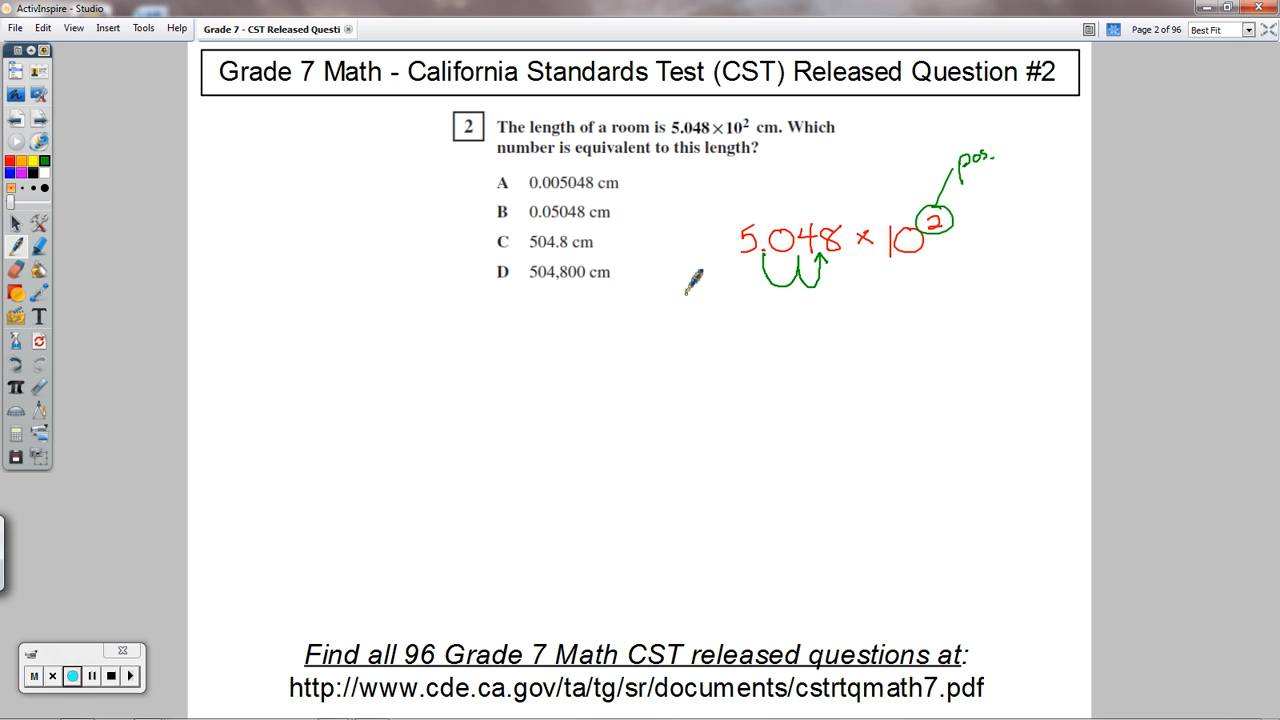 ActivInspire - Studio
File Edit View Insert Tools Help
Grade 7 - CST Released Questi
Page 2 of 96
Best Fit
Grade 7 Math - California Standards Test (CST) Released Question #2
2
The length of a room is 5.048 × 10² cm. Which
number is equivalent to this length?
A 0.005048 cm
B 0.05048 cm
C 504.8 cm
D 504,800 cm
pos.
5.048 × 10²
M
Find all 96 Grade 7 Math CST released questions at:
http://www.cde.ca.gov/ta/tg/sr/documents/cstrtqmath7.pdf